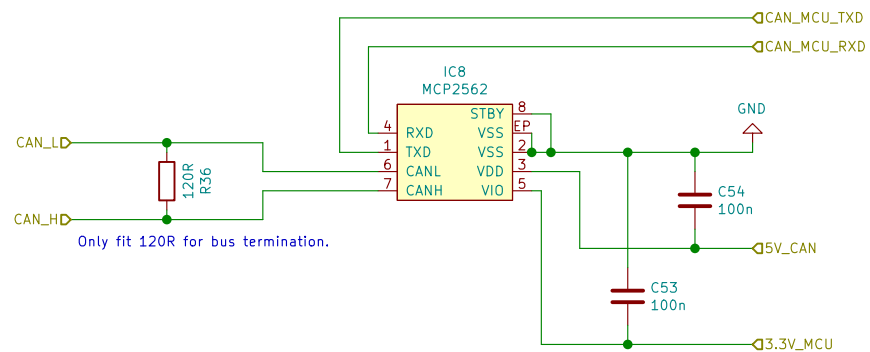 CAN_MCU_TXD
CAN_MCU_RXD
IC8
MCP2562
GND
STBY 8
EP
4 RXD VSS
1 TXD VSS 2
6 CANL VDD 3
7 CANH VIO 5
CAN_L
120R
R36
CAN_H
Only fit 120R for bus termination.
C54
100n
5V_CAN
C53
100n
3.3V_MCU